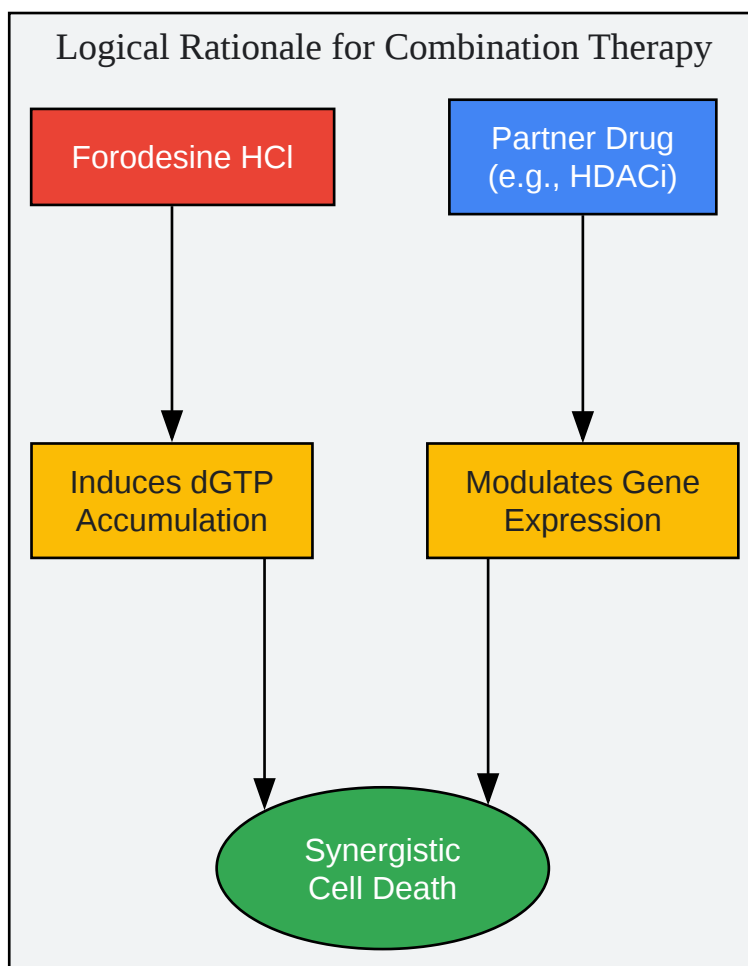 Logical Rationale for Combination Therapy
Forodesine HCl
Partner Drug
(e.g., HDACi)
Induces dGTP
Accumulation
Modulates Gene
Expression
Synergistic
Cell Death